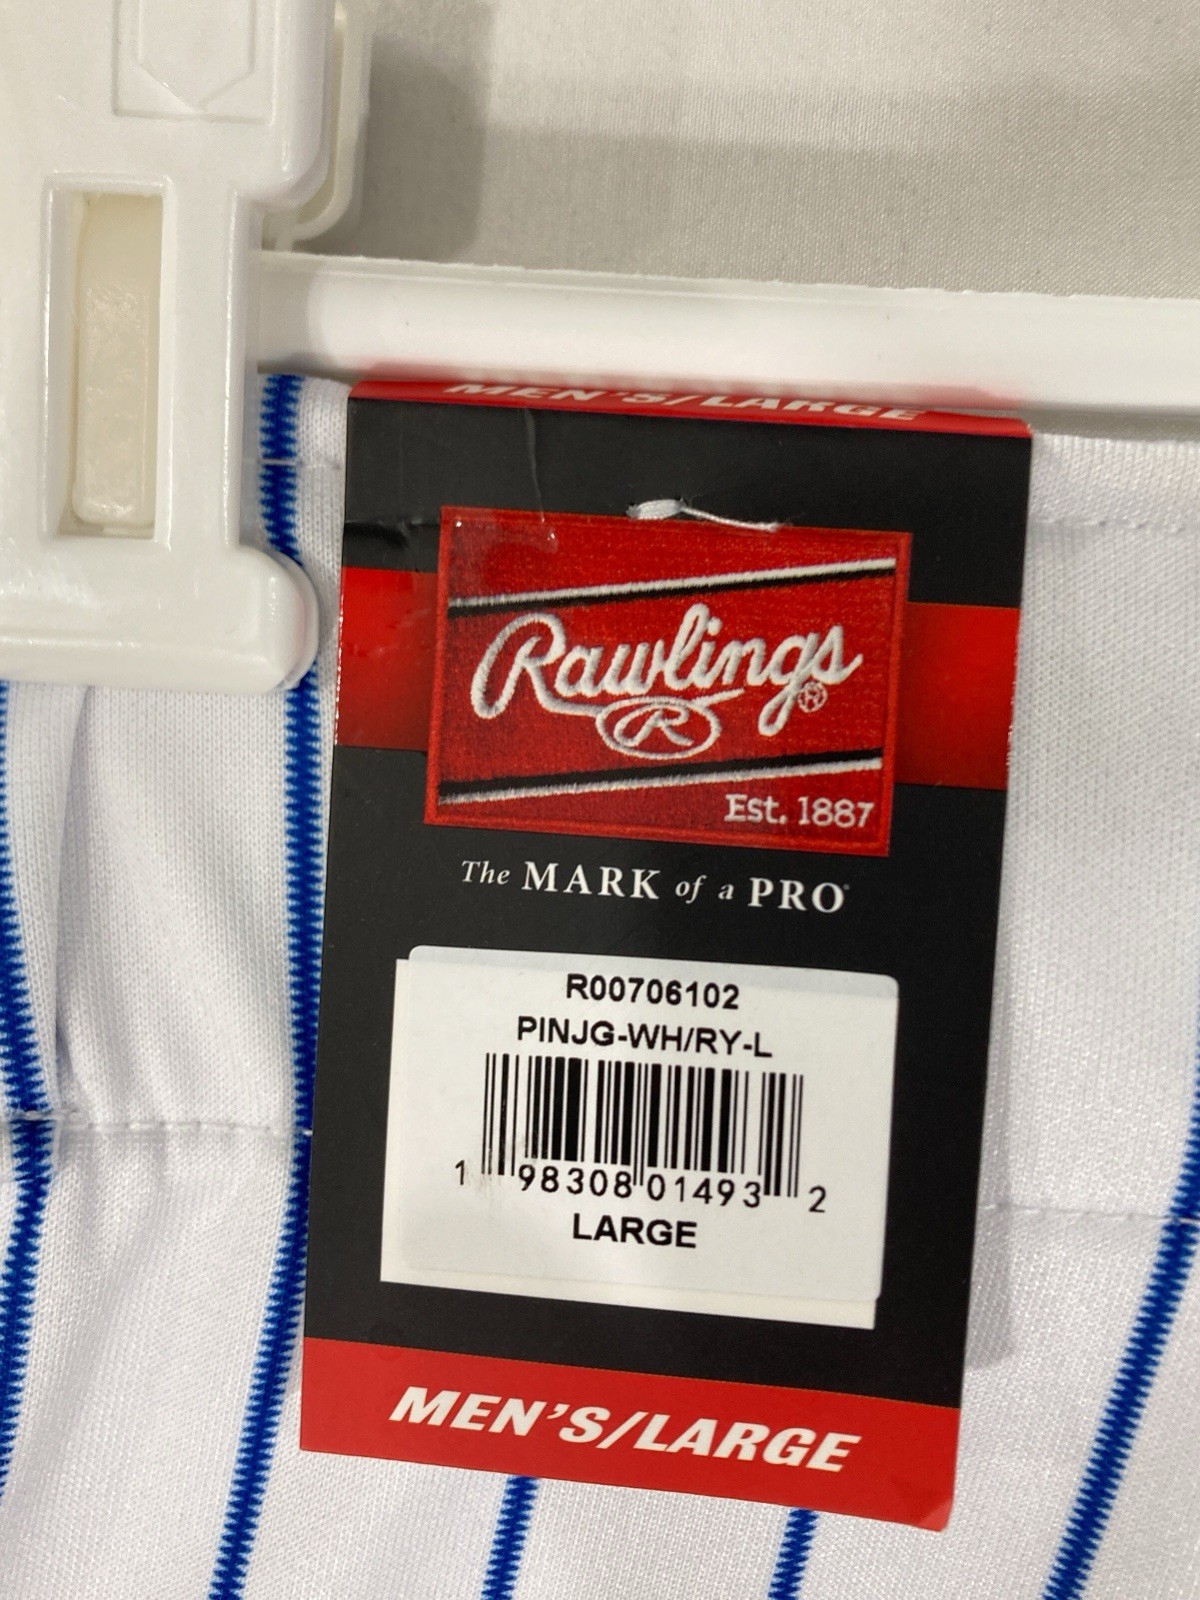 MEN'S/LARGE
Rawlings®
R
Est. 1887
The MARK of a PRO®
R00706102
PINJG-WH/RY-L
1 98308 01493 2
LARGE
MEN'S/LARGE